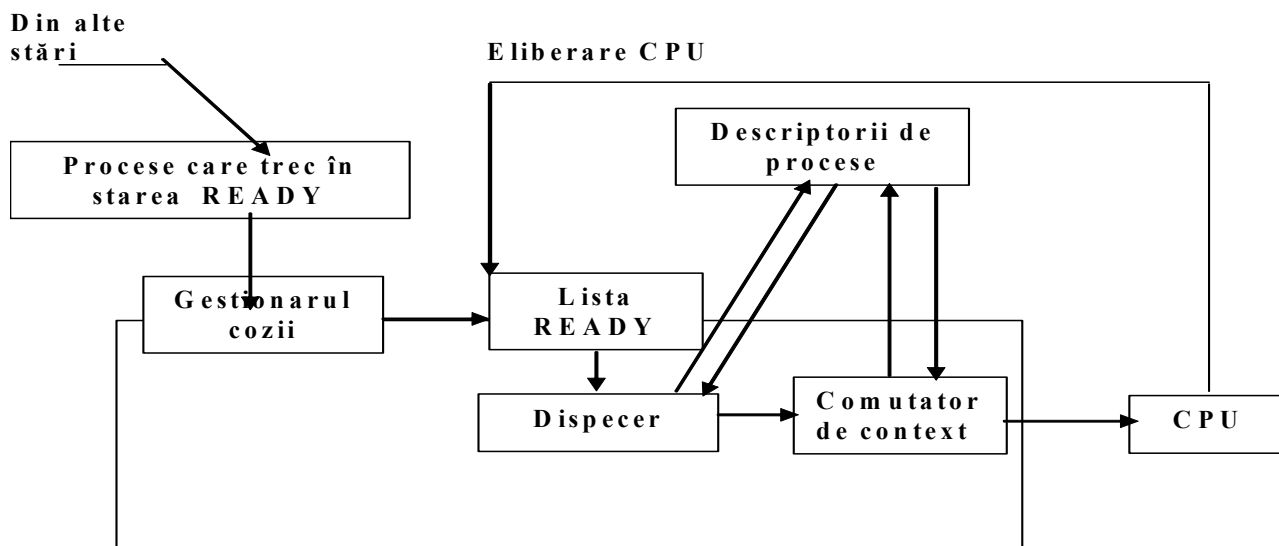 Din alte
stări
Eliberare CPU
Descriptorii de
procese
Procese care trec în
starea READY
Gestionarul
cozii
Lista
READY
Dispecer
Comutator
de context
CPU